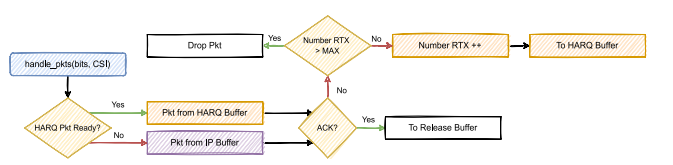 handle_pkts(bits, CSI)
HARQ Pkt Ready?
Yes
No
Pkt from HARQ Buffer
Pkt from IP Buffer
ACK?
Yes
To Release Buffer
No
Number RTX
> MAX
Yes
Drop Pkt
No
Number RTX ++
To HARQ Buffer